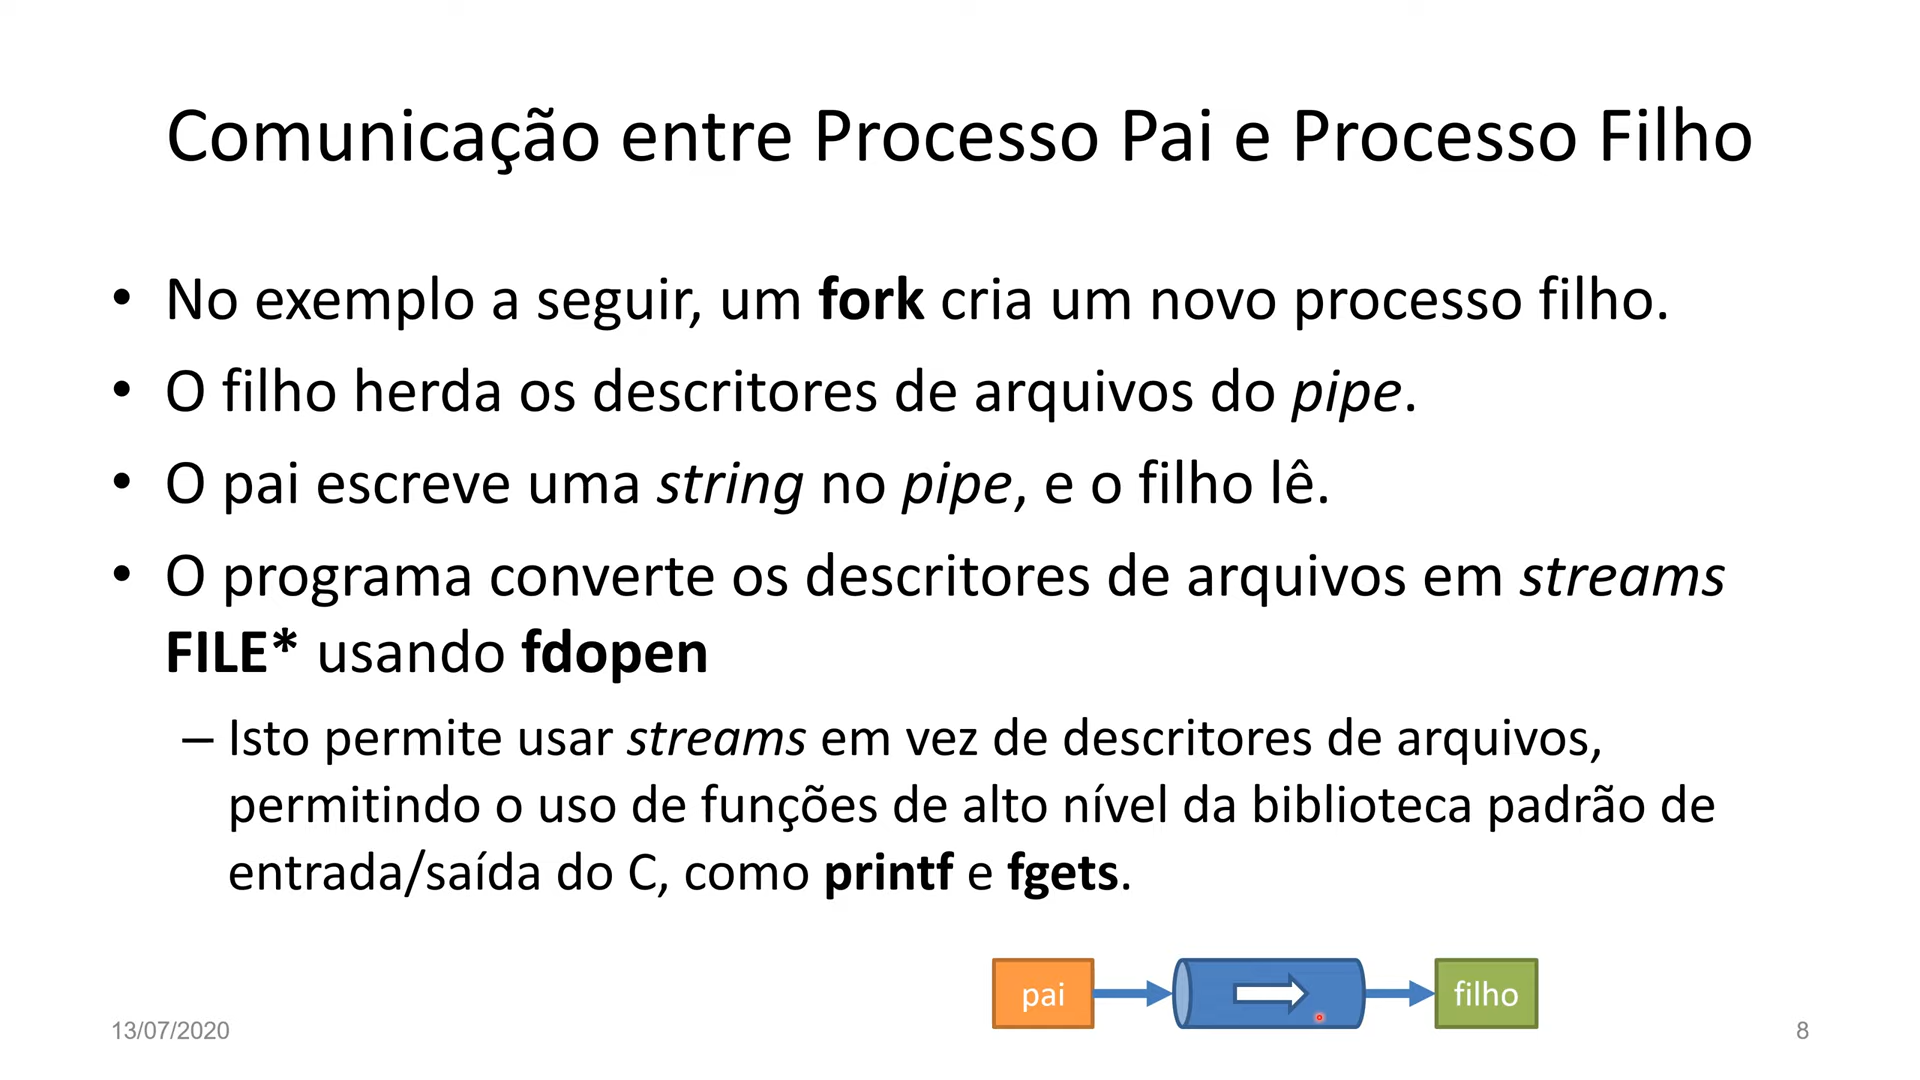 Comunicação entre Processo Pai e Processo Filho
• No exemplo a seguir, um fork cria um novo processo filho.
• O filho herda os descritores de arquivos do pipe.
• O pai escreve uma string no pipe, e o filho lê.
• O programa converte os descritores de arquivos em streams
FILE* usando fdopen
– Isto permite usar streams em vez de descritores de arquivos,
permitindo o uso de funções de alto nível da biblioteca padrão de
entrada/saída do C, como printf e fgets.
pai
filho
13/07/2020
8